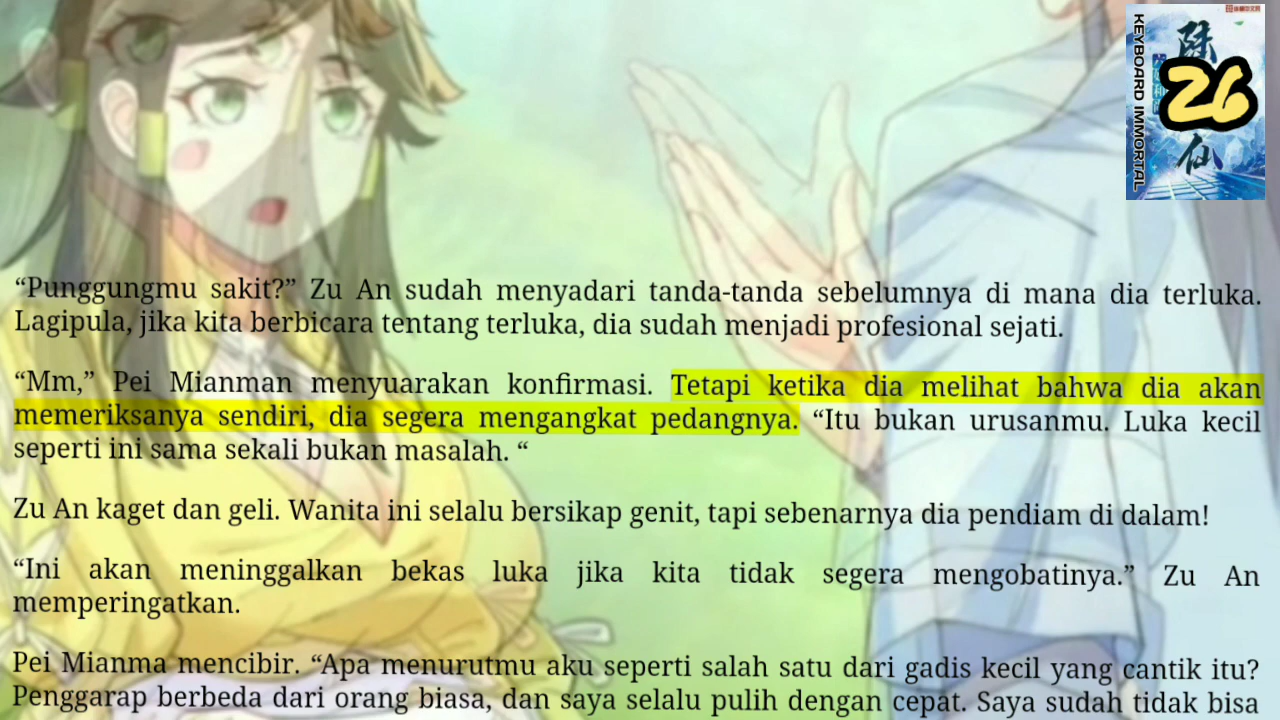 KEYBOARD IMMORTAL
26
仙
“Punggungmu sakit?” Zu An sudah menyadari tanda-tanda sebelumnya di mana dia terluka.
Lagipula, jika kita berbicara tentang terluka, dia sudah menjadi profesional sejati.
“Mm,” Pei Mianman menyuarakan konfirmasi. Tetapi ketika dia melihat bahwa dia akan
memeriksanya sendiri, dia segera mengangkat pedangnya. “Itu bukan urusanmu. Luka kecil
seperti ini sama sekali bukan masalah. “
Zu An kaget dan geli. Wanita ini selalu bersikap genit, tapi sebenarnya dia pendiam di dalam!
“Ini akan meninggalkan bekas luka jika kita tidak segera mengobatinya.” Zu An
memperingatkan.
Pei Mianma mencibir. “Apa menurutmu aku seperti salah satu dari gadis kecil yang cantik itu?
Penggarap berbeda dari orang biasa, dan saya selalu pulih dengan cepat. Saya sudah tidak bisa